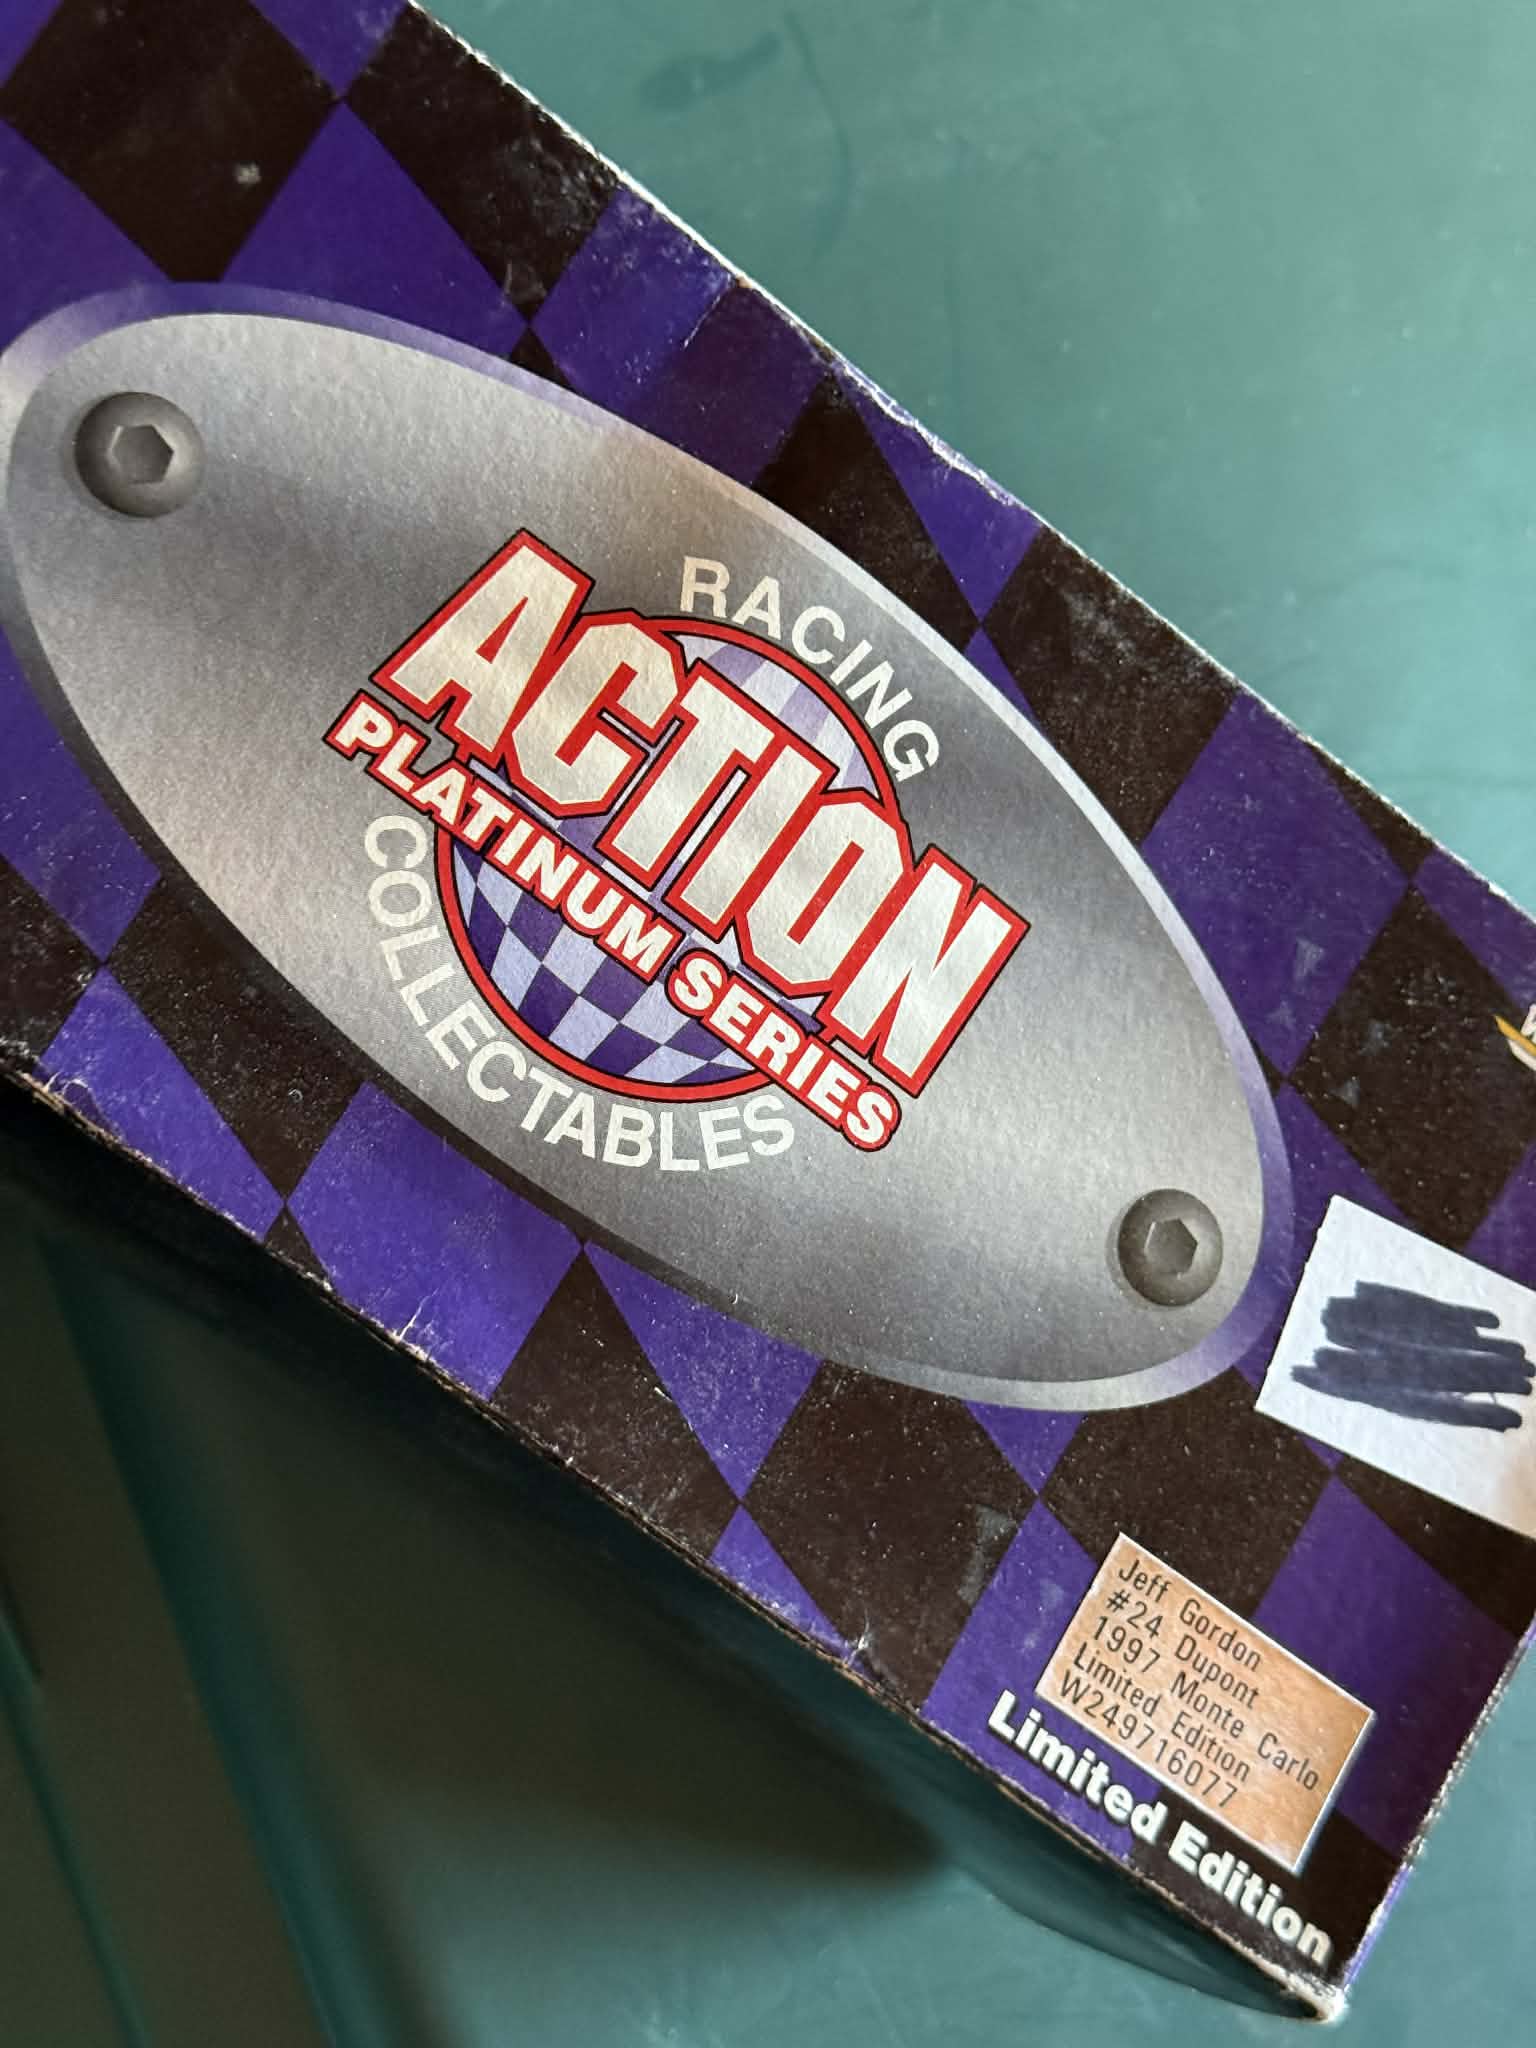 RACING
ACTION
PLATINUM SERIES
COLLECTABLES
Jeff Gordon
#24 Dupont
1997 Monte Carlo
Limited Edition
W249716077
Limited Edition